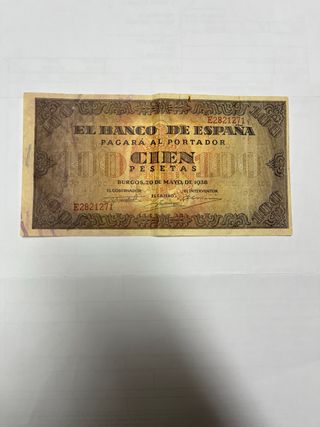 E2821271
EL BANCO DE ESPAÑA
PAGARÁ AL PORTADOR
100 CIEN 100
PESETAS
BURGOS, 20 DE MAYO, DE 1938
EL GOBERNADOR EL CAJERO EL INTERVENTOR
E2821271